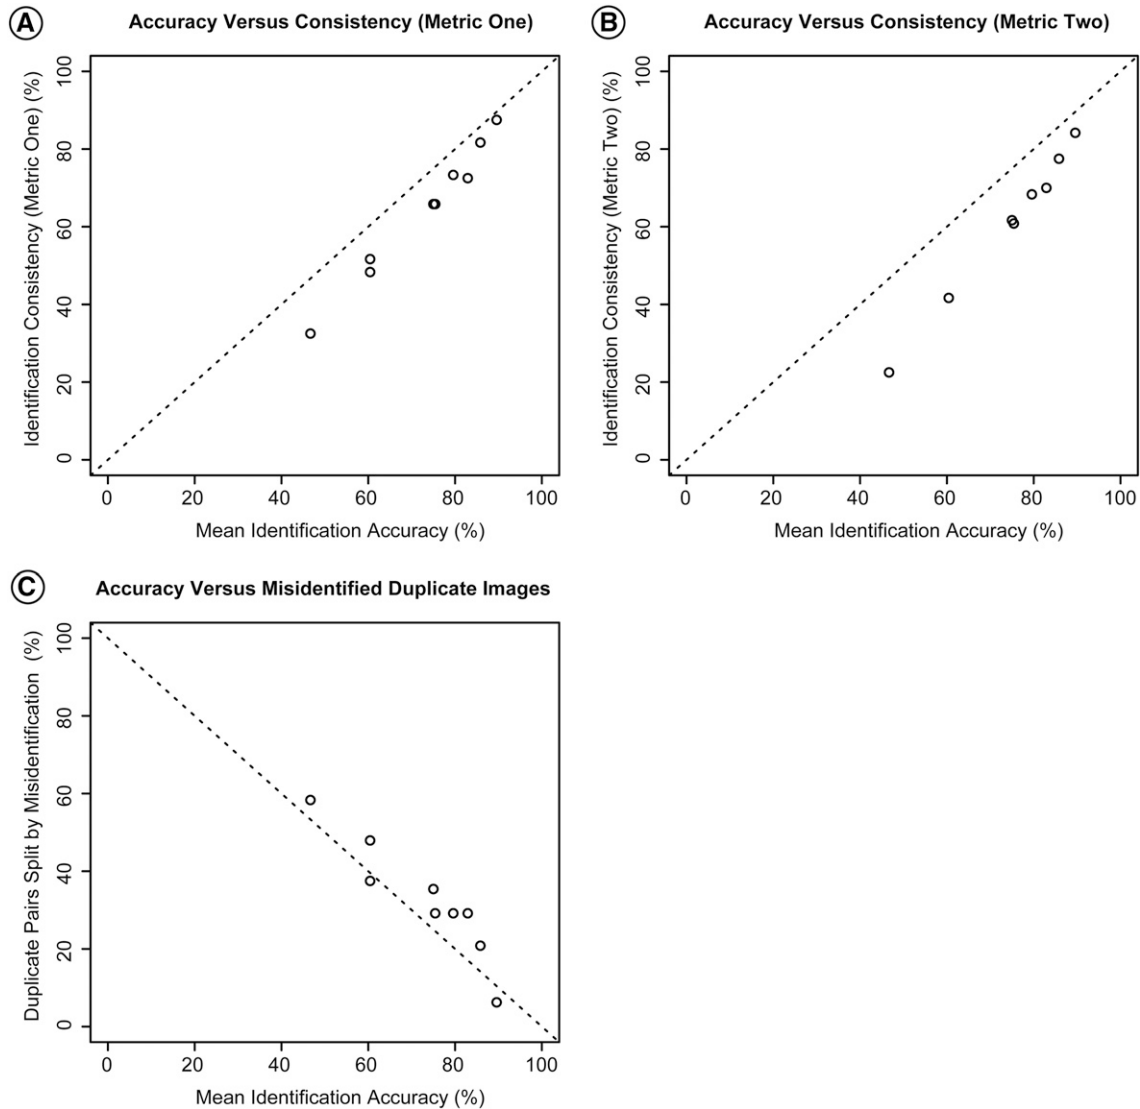 A
Accuracy Versus Consistency (Metric One)
Identification Consistency (Metric One) (%)
100
80
60
40
20
0
0 20 40 60 80 100
Mean Identification Accuracy (%)
B
Accuracy Versus Consistency (Metric Two)
Identification Consistency (Metric Two) (%)
100
80
60
40
20
0
0 20 40 60 80 100
Mean Identification Accuracy (%)
C
Accuracy Versus Misidentified Duplicate Images
Duplicate Pairs Split by Misidentification (%)
100
80
60
40
20
0
0 20 40 60 80 100
Mean Identification Accuracy (%)